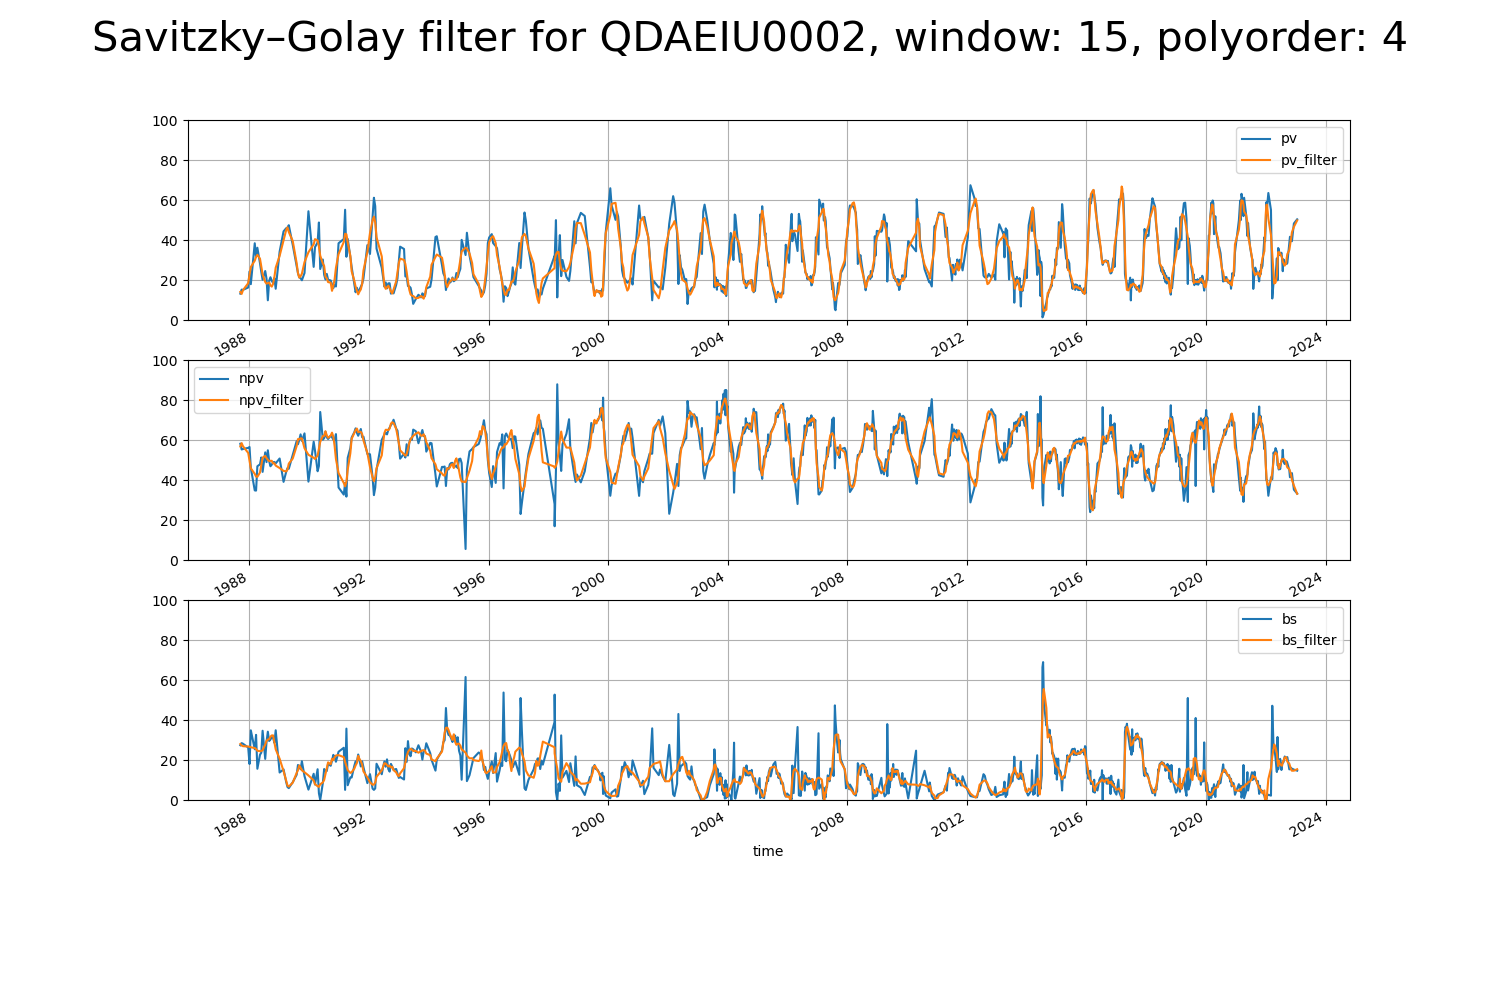 Savitzky–Golay filter for QDAEIU0002, window: 15, polyorder: 4
100
80
60
40
20
0
pv
pv_filter
1988 1992 1996 2000 2004 2008 2012 2016 2020 2024
100
80
60
40
20
0
npv
npv_filter
1988 1992 1996 2000 2004 2008 2012 2016 2020 2024
100
80
60
40
20
0
bs
bs_filter
1988 1992 1996 2000 2004 2008 2012 2016 2020 2024
time